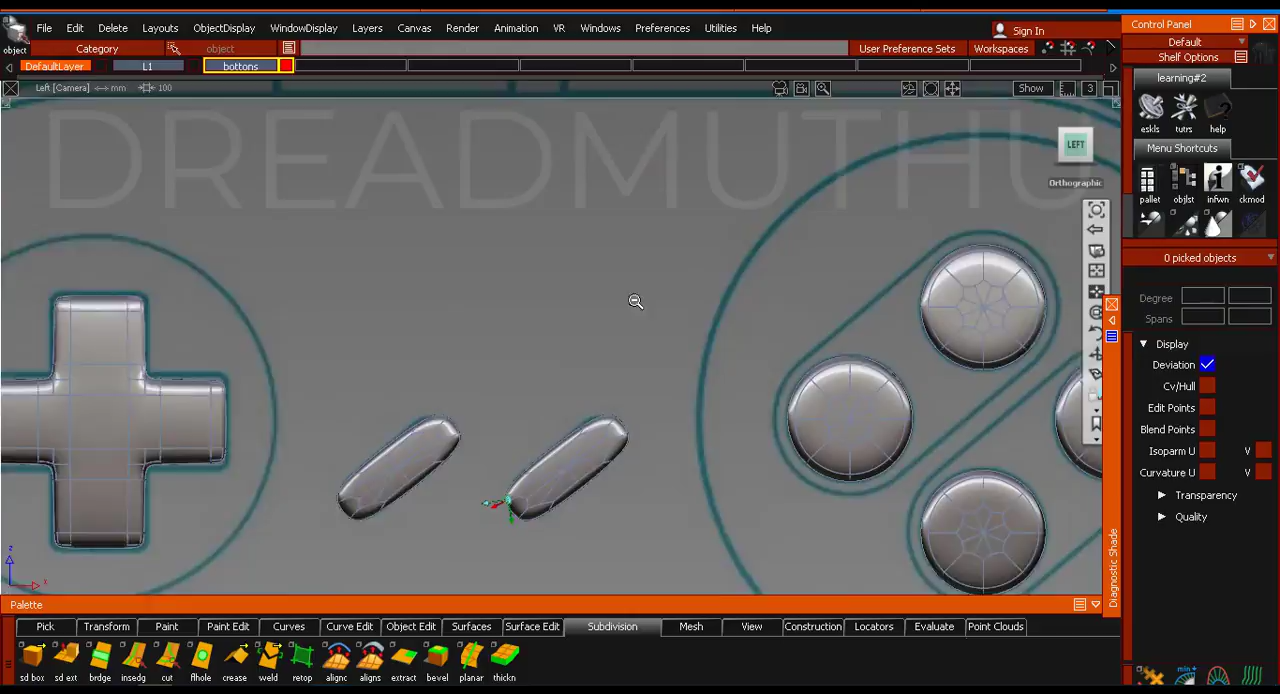 File Edit Delete Layouts ObjectDisplay WindowDisplay Layers Canvas Render Animation VR Windows Preferences Utilities Help
Sign In
Control Panel
Default
object
Category
object
User Preference Sets
Workspaces
Shelf Options
DefaultLayer
L1
bottons
learning#2
Left [Camera] mm 100
Show
3
DREADMUTHU
LEFT
Orthographic
eskls tutrs help
Menu Shortcuts
pallet objlst infwn ckmod
0 picked objects
Degree
Spans
Display
Deviation
Cv/Hull
Edit Points
Blend Points
Isoparm U V
Curvature U V
Transparency
Quality
Diagnostic Shade
z
x
Palette
Pick Transform Paint Paint Edit Curves Curve Edit Object Edit Surfaces Surface Edit Subdivision Mesh View Construction Locators Evaluate Point Clouds
sd box sd ext brdge insedg cut flhole crease weld retop alignc aligns extract bevel planar thickn